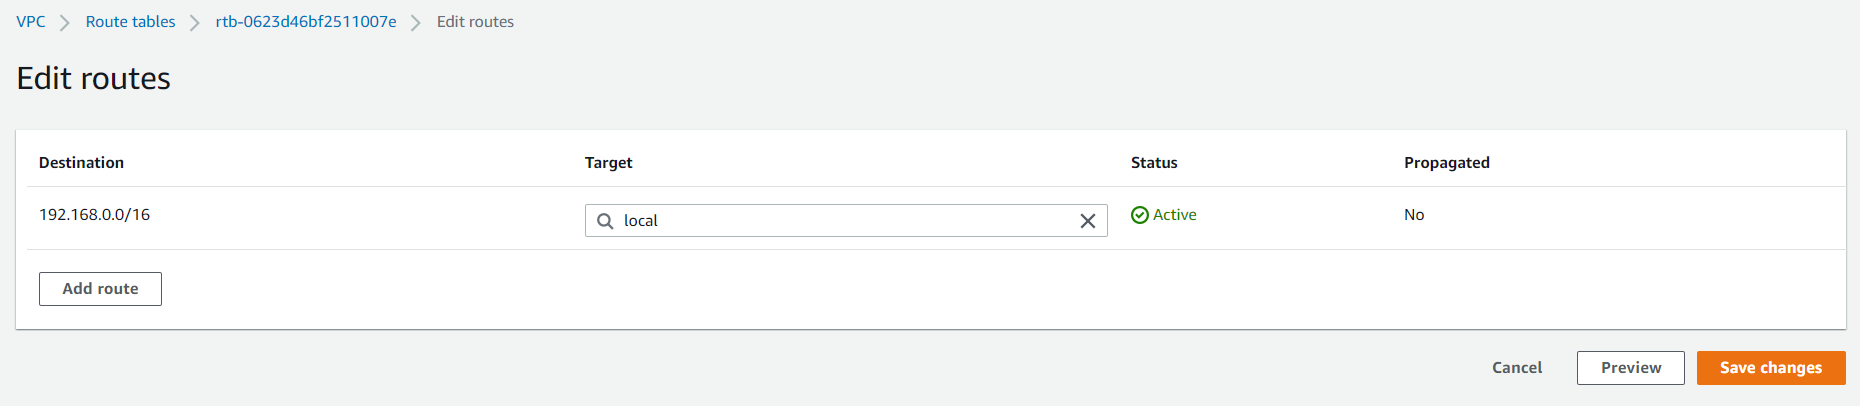 VPC > Route tables > rtb-0623d46bf2511007e > Edit routes
Edit routes
Destination Target Status Propagated
192.168.0.0/16 local Active No
Add route
Cancel Preview Save changes